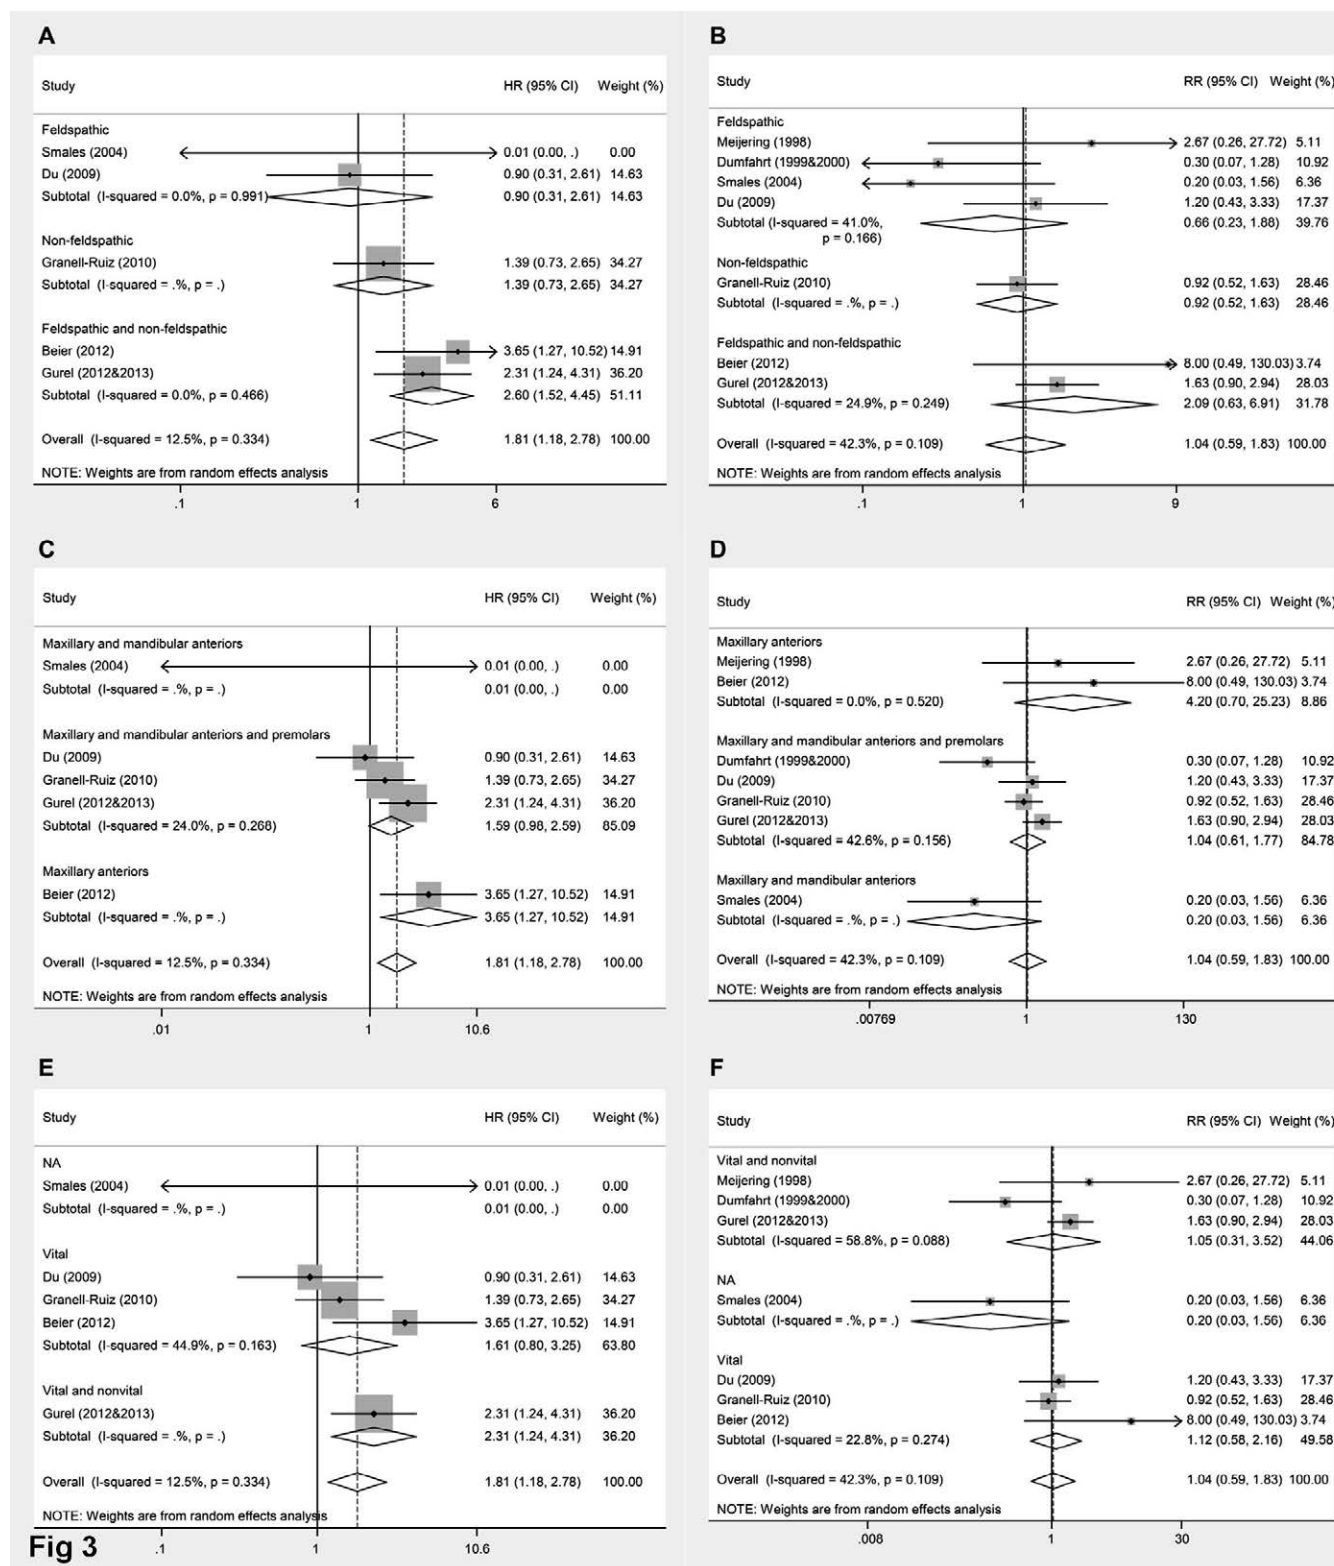 A
Study HR (95% CI) Weight (%)
Feldspathic
Smales (2004) 0.01 (0.00, .) 0.00
Du (2009) 0.90 (0.31, 2.61) 14.63
Subtotal (I-squared = 0.0%, p = 0.991) 0.90 (0.31, 2.61) 14.63
Non-feldspathic
Granell-Ruiz (2010) 1.39 (0.73, 2.65) 34.27
Subtotal (I-squared = .%, p = .) 1.39 (0.73, 2.65) 34.27
Feldspathic and non-feldspathic
Beier (2012) 3.65 (1.27, 10.52) 14.91
Gurel (2012&2013) 2.31 (1.24, 4.31) 36.20
Subtotal (I-squared = 0.0%, p = 0.466) 2.60 (1.52, 4.45) 51.11
Overall (I-squared = 12.5%, p = 0.334) 1.81 (1.18, 2.78) 100.00
NOTE: Weights are from random effects analysis
.1 1 6
B
Study RR (95% CI) Weight (%)
Feldspathic
Meijering (1998) 2.67 (0.26, 27.72) 5.11
Dumfahrt (1999&2000) 0.30 (0.07, 1.28) 10.92
Smales (2004) 0.20 (0.03, 1.56) 6.36
Du (2009) 1.20 (0.43, 3.33) 17.37
Subtotal (I-squared = 41.0%, 0.66 (0.23, 1.88) 39.76
p = 0.166)
Non-feldspathic
Granell-Ruiz (2010) 0.92 (0.52, 1.63) 28.46
Subtotal (I-squared = .%, p = .) 0.92 (0.52, 1.63) 28.46
Feldspathic and non-feldspathic
Beier (2012) 8.00 (0.49, 130.03) 3.74
Gurel (2012&2013) 1.63 (0.90, 2.94) 28.03
Subtotal (I-squared = 24.9%, p = 0.249) 2.09 (0.63, 6.91) 31.78
Overall (I-squared = 42.3%, p = 0.109) 1.04 (0.59, 1.83) 100.00
NOTE: Weights are from random effects analysis
.1 1 9
C
Study HR (95% CI) Weight (%)
Maxillary and mandibular anteriors
Smales (2004) 0.01 (0.00, .) 0.00
Subtotal (I-squared = .%, p = .) 0.01 (0.00, .) 0.00
Maxillary and mandibular anteriors and premolars
Du (2009) 0.90 (0.31, 2.61) 14.63
Granell-Ruiz (2010) 1.39 (0.73, 2.65) 34.27
Gurel (2012&2013) 2.31 (1.24, 4.31) 36.20
Subtotal (I-squared = 24.0%, p = 0.268) 1.59 (0.98, 2.59) 85.09
Maxillary anteriors
Beier (2012) 3.65 (1.27, 10.52) 14.91
Subtotal (I-squared = .%, p = .) 3.65 (1.27, 10.52) 14.91
Overall (I-squared = 12.5%, p = 0.334) 1.81 (1.18, 2.78) 100.00
NOTE: Weights are from random effects analysis
.01 1 10.6
D
Study RR (95% CI) Weight (%)
Maxillary anteriors
Meijering (1998) 2.67 (0.26, 27.72) 5.11
Beier (2012) 8.00 (0.49, 130.03) 3.74
Subtotal (I-squared = 0.0%, p = 0.520) 4.20 (0.70, 25.23) 8.86
Maxillary and mandibular anteriors and premolars
Dumfahrt (1999&2000) 0.30 (0.07, 1.28) 10.92
Du (2009) 1.20 (0.43, 3.33) 17.37
Granell-Ruiz (2010) 0.92 (0.52, 1.63) 28.46
Gurel (2012&2013) 1.63 (0.90, 2.94) 28.03
Subtotal (I-squared = 42.6%, p = 0.156) 1.04 (0.61, 1.77) 84.78
Maxillary and mandibular anteriors
Smales (2004) 0.20 (0.03, 1.56) 6.36
Subtotal (I-squared = .%, p = .) 0.20 (0.03, 1.56) 6.36
Overall (I-squared = 42.3%, p = 0.109) 1.04 (0.59, 1.83) 100.00
NOTE: Weights are from random effects analysis
.00769 1 130
E
Study HR (95% CI) Weight (%)
NA
Smales (2004) 0.01 (0.00, .) 0.00
Subtotal (I-squared = .%, p = .) 0.01 (0.00, .) 0.00
Vital
Du (2009) 0.90 (0.31, 2.61) 14.63
Granell-Ruiz (2010) 1.39 (0.73, 2.65) 34.27
Beier (2012) 3.65 (1.27, 10.52) 14.91
Subtotal (I-squared = 44.9%, p = 0.163) 1.61 (0.80, 3.25) 63.80
Vital and nonvital
Gurel (2012&2013) 2.31 (1.24, 4.31) 36.20
Subtotal (I-squared = .%, p = .) 2.31 (1.24, 4.31) 36.20
Overall (I-squared = 12.5%, p = 0.334) 1.81 (1.18, 2.78) 100.00
NOTE: Weights are from random effects analysis
.1 1 10.6
F
Study RR (95% CI) Weight (%)
Vital and nonvital
Meijering (1998) 2.67 (0.26, 27.72) 5.11
Dumfahrt (1999&2000) 0.30 (0.07, 1.28) 10.92
Gurel (2012&2013) 1.63 (0.90, 2.94) 28.03
Subtotal (I-squared = 58.8%, p = 0.088) 1.05 (0.31, 3.52) 44.06
NA
Smales (2004) 0.20 (0.03, 1.56) 6.36
Subtotal (I-squared = .%, p = .) 0.20 (0.03, 1.56) 6.36
Vital
Du (2009) 1.20 (0.43, 3.33) 17.37
Granell-Ruiz (2010) 0.92 (0.52, 1.63) 28.46
Beier (2012) 8.00 (0.49, 130.03) 3.74
Subtotal (I-squared = 22.8%, p = 0.274) 1.12 (0.58, 2.16) 49.58
Overall (I-squared = 42.3%, p = 0.109) 1.04 (0.59, 1.83) 100.00
NOTE: Weights are from random effects analysis
.008 1 30
Fig 3